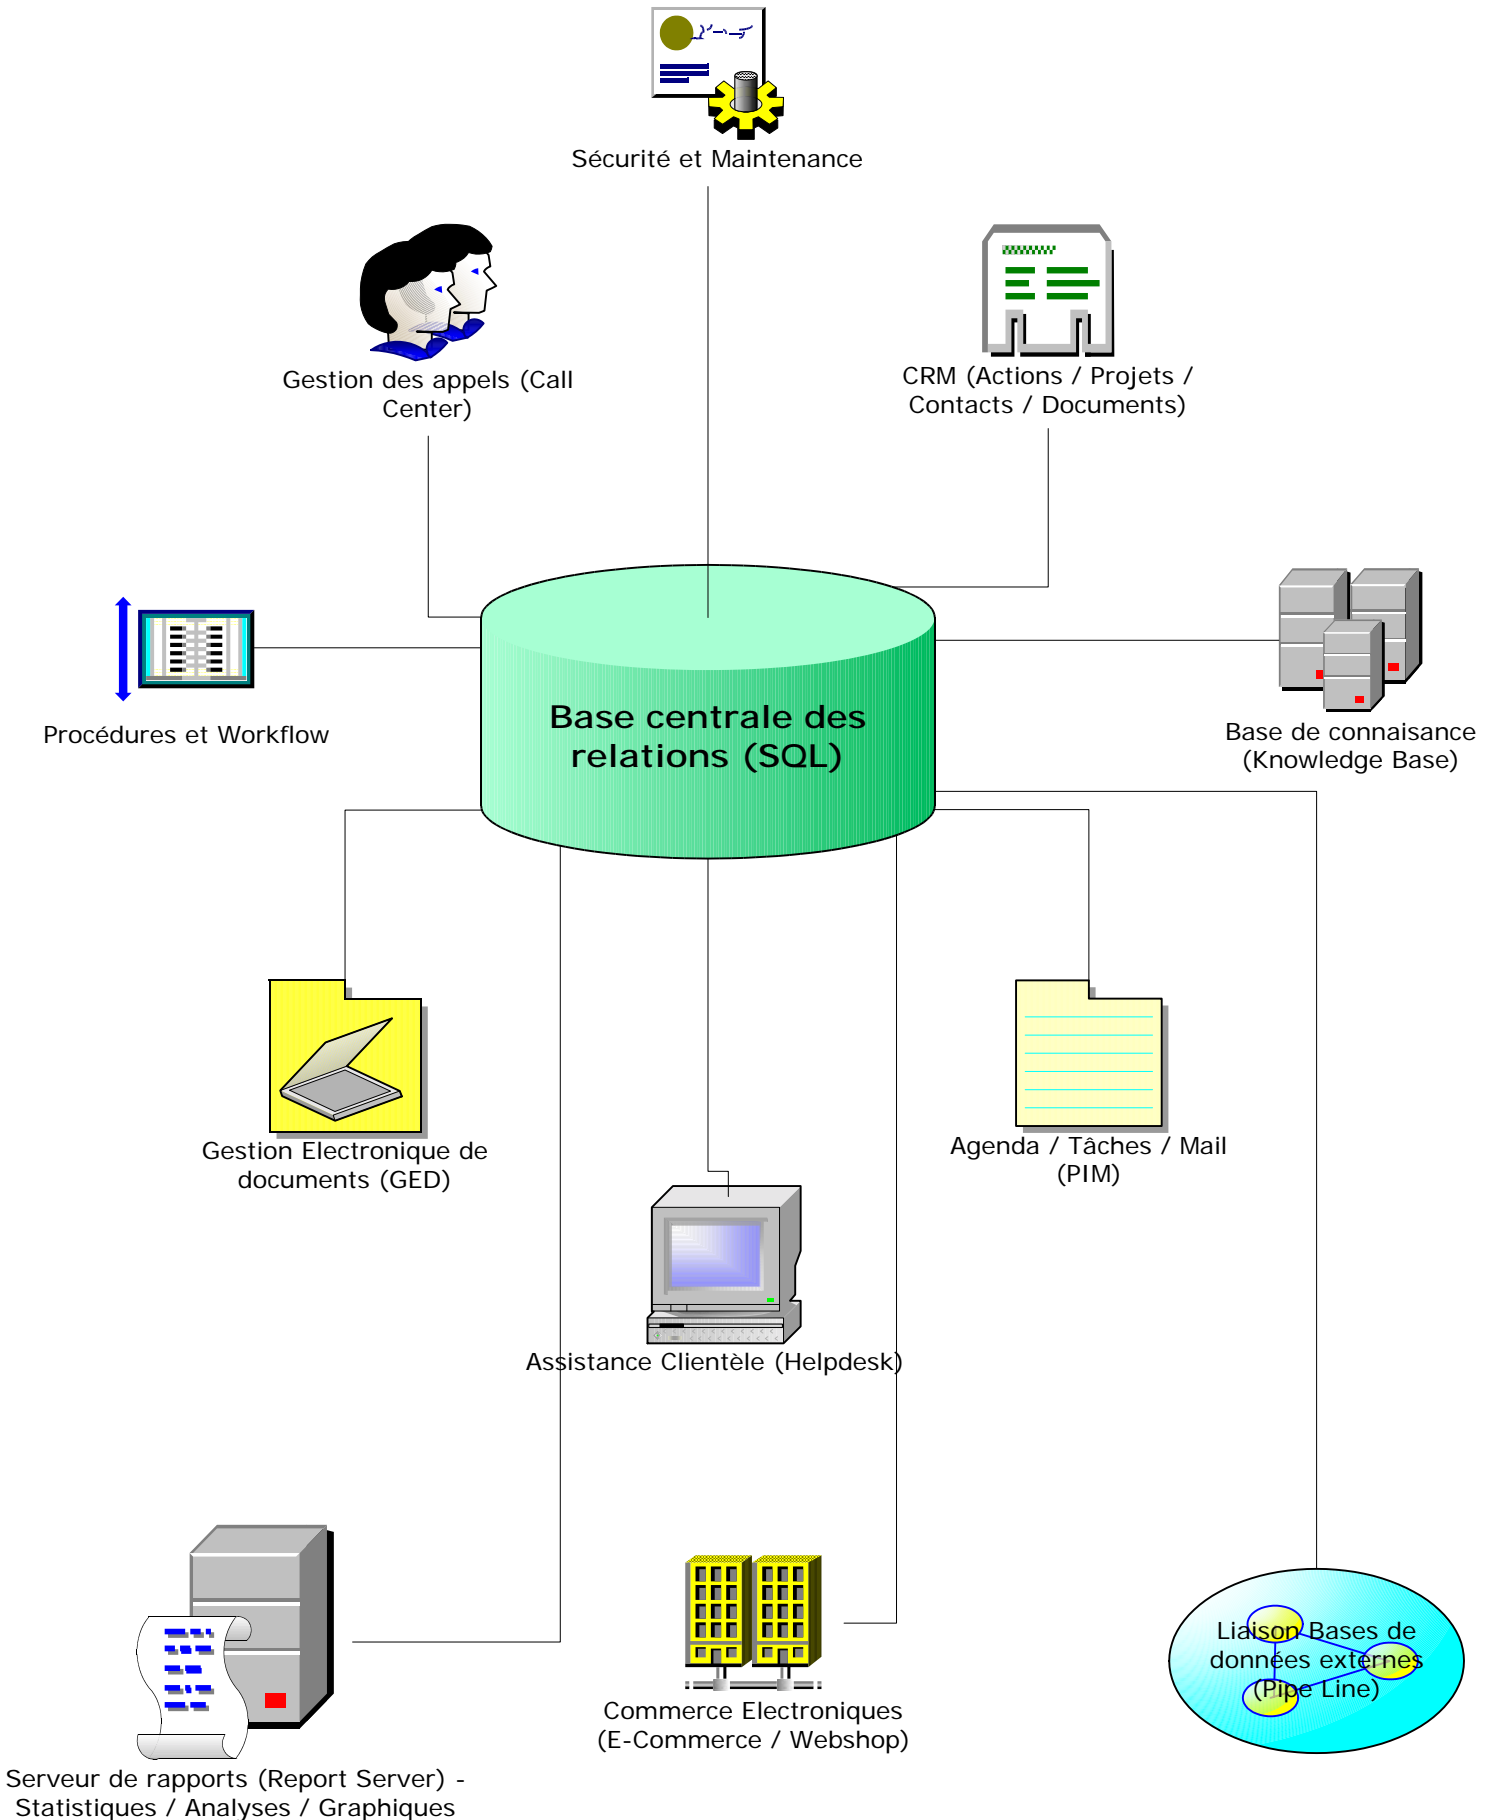 Sécurité et Maintenance
Gestion des appels (Call
Center)
CRM (Actions / Projets /
Contacts / Documents)
Procédures et Workflow
Base centrale des
relations (SQL)
Base de connaisance
(Knowledge Base)
Gestion Electronique de
documents (GED)
Agenda / Tâches / Mail
(PIM)
Assistance Clientèle (Helpdesk)
Liaison Bases de
données externes
(Pipe Line)
Commerce Electroniques
(E-Commerce / Webshop)
Serveur de rapports (Report Server) -
Statistiques / Analyses / Graphiques